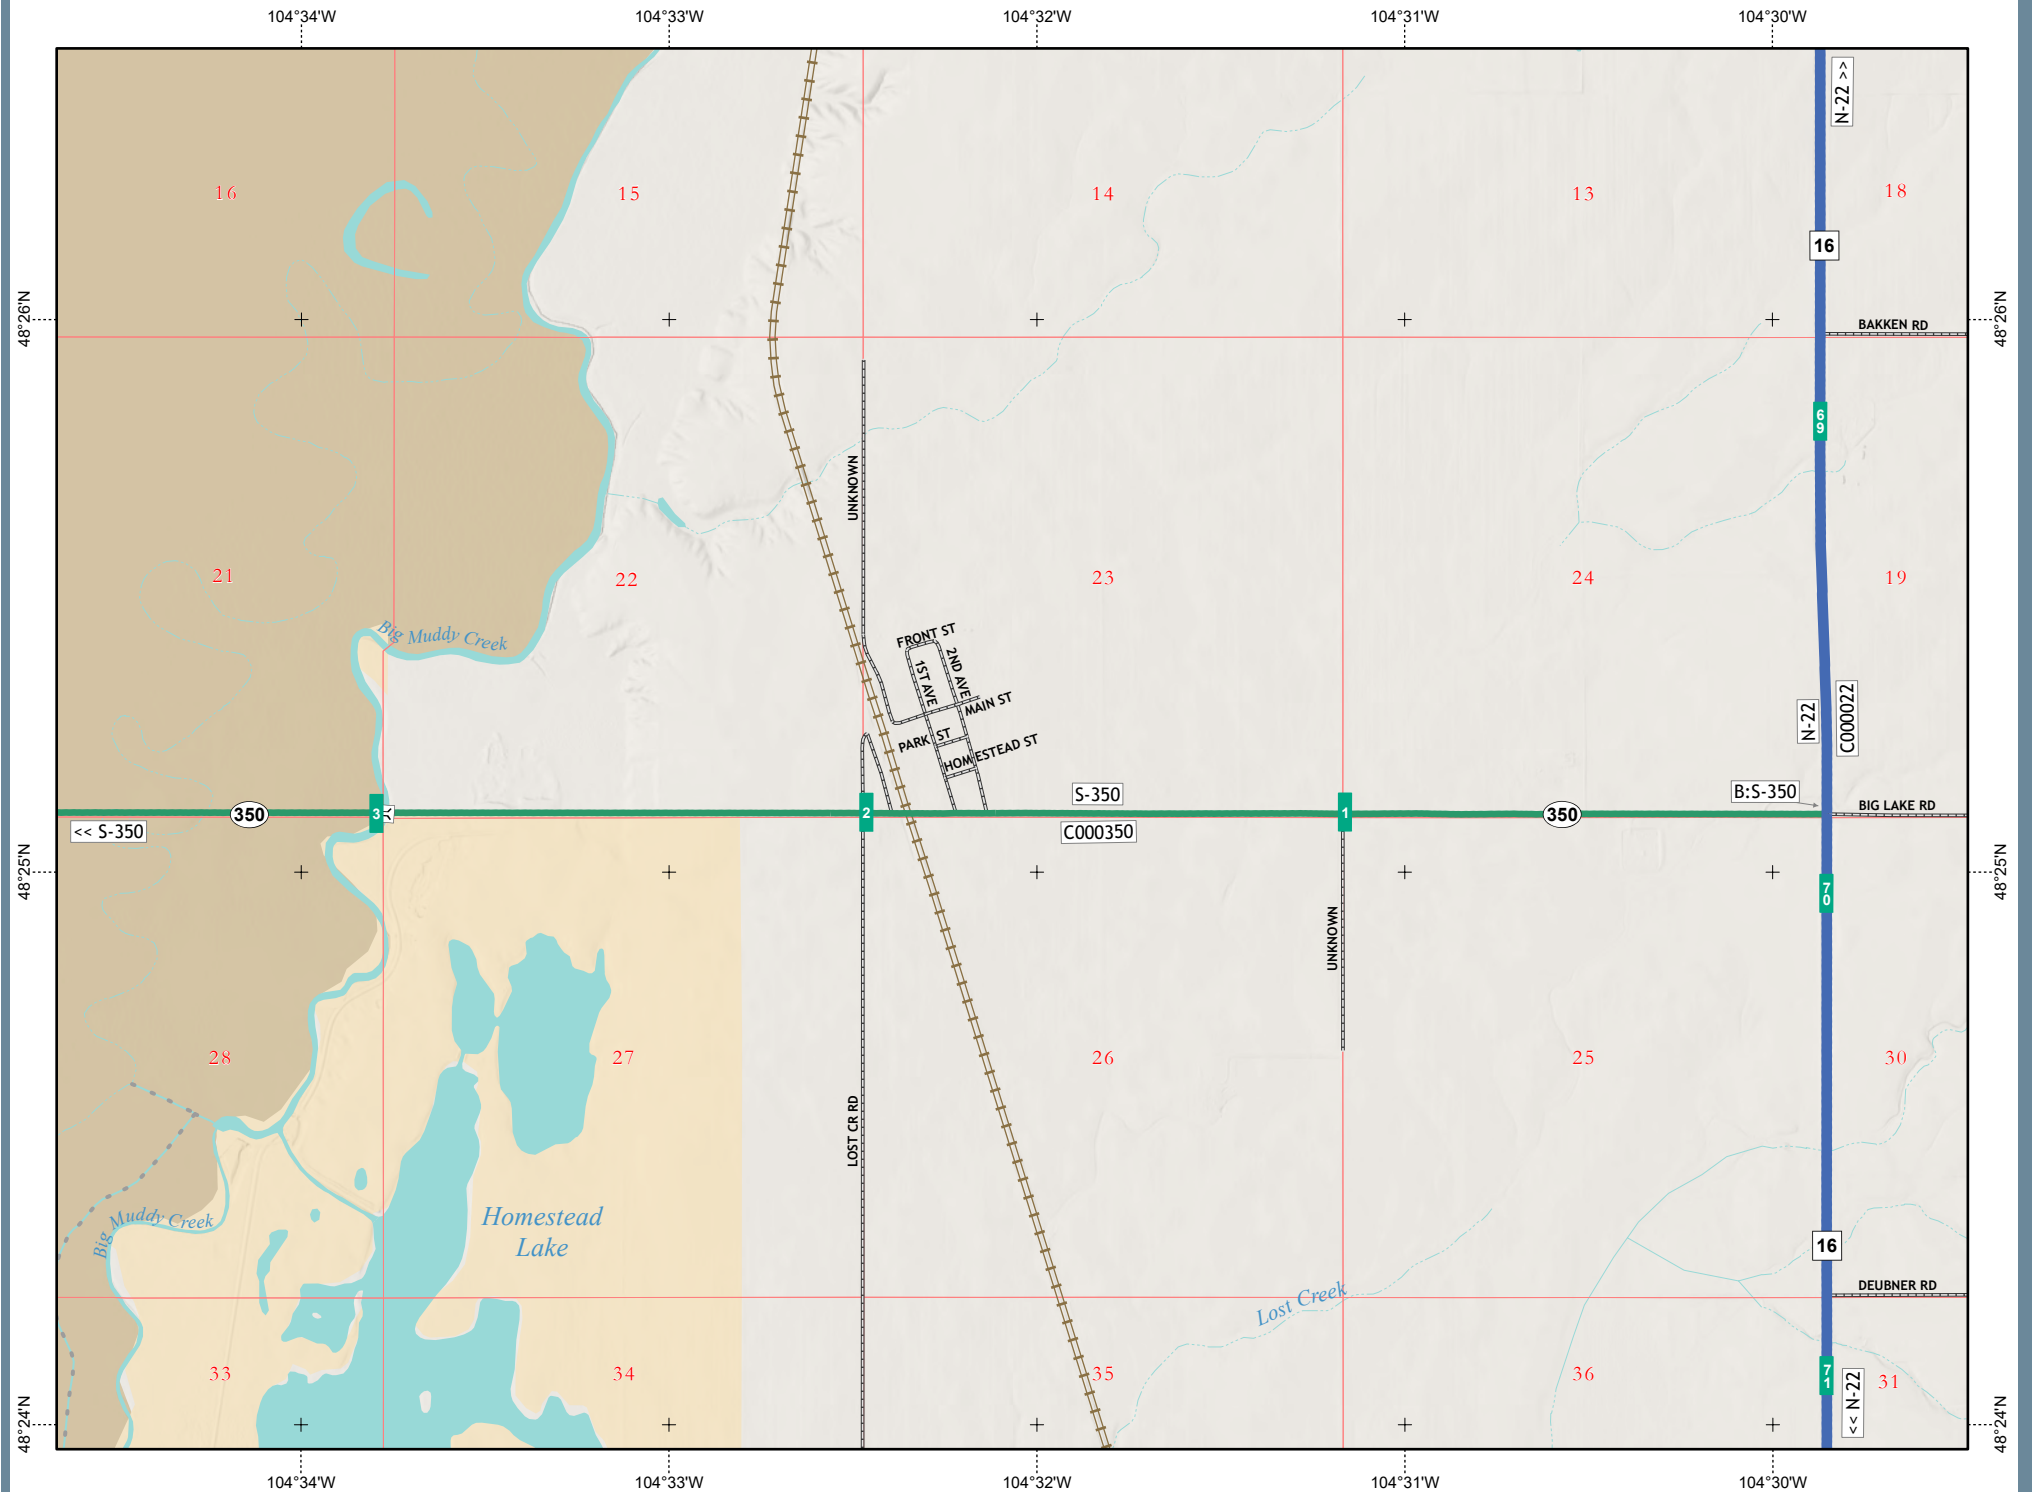 104°34'W 104°33'W 104°32'W 104°31'W 104°30'W
N-22 >>
16 15 14 13 18
16
48°26'N 48°26'N
BAKKEN RD
69
UNKNOWN
21 22 23 24 19
Big Muddy Creek
FRONT ST
1ST AVE
2ND AVE
MAIN ST
PARK ST
HOMESTEAD ST
N-22
C000022
S-350
B:S-350
BIG LAKE RD
350 3 2 1 350
<< S-350
C000350
48°25'N 48°25'N
70
UNKNOWN
28 27 26 25 30
LOST CR RD
Big Muddy Creek
Homestead
Lake
16
DEUBNER RD
Lost Creek
33 34 35 36 31
71
<< N-22
48°24'N 48°24'N
104°34'W 104°33'W 104°32'W 104°31'W 104°30'W